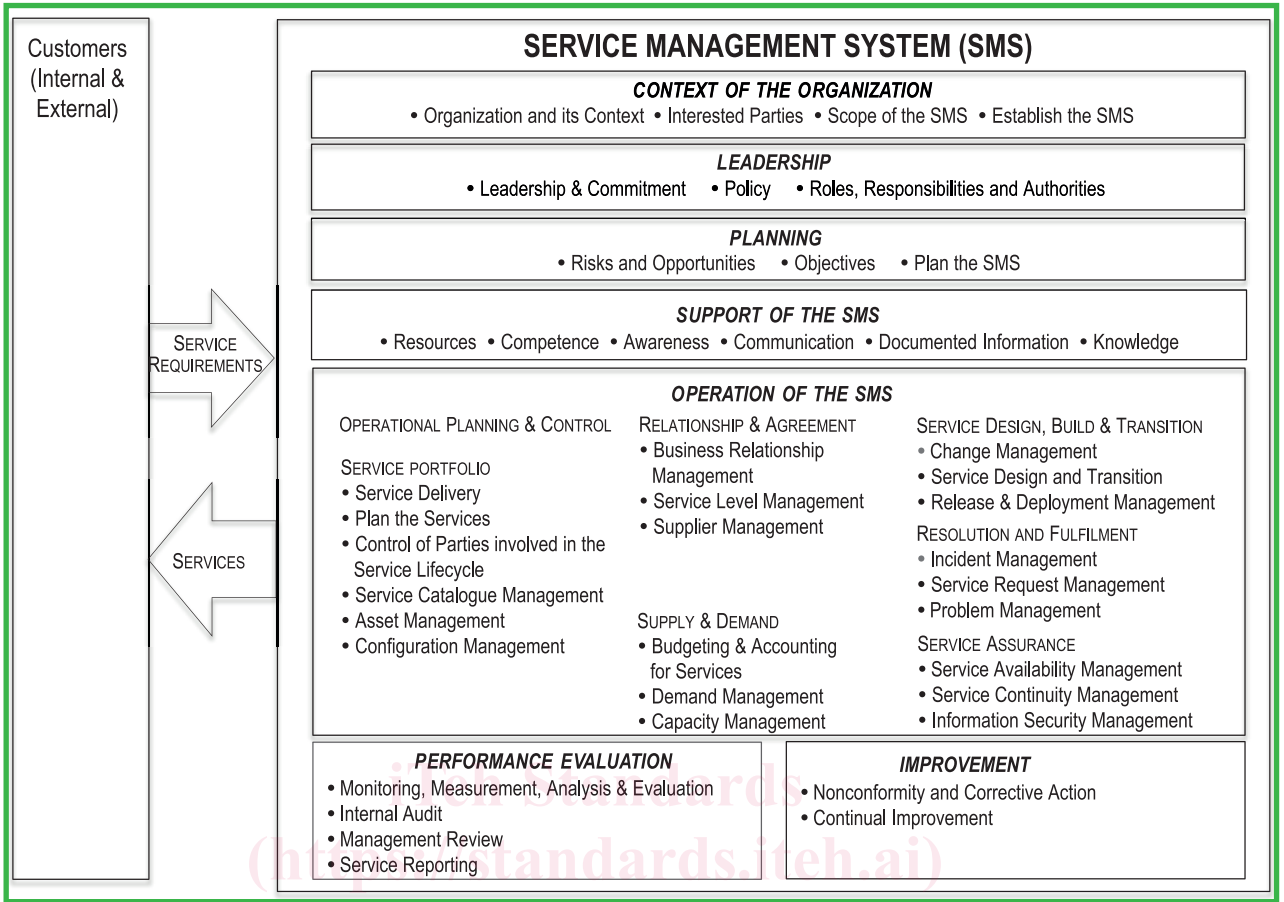 Customers
(Internal &
External)
SERVICE REQUIREMENTS
SERVICES
SERVICE MANAGEMENT SYSTEM (SMS)
CONTEXT OF THE ORGANIZATION
• Organization and its Context • Interested Parties • Scope of the SMS • Establish the SMS
LEADERSHIP
• Leadership & Commitment • Policy • Roles, Responsibilities and Authorities
PLANNING
• Risks and Opportunities • Objectives • Plan the SMS
SUPPORT OF THE SMS
• Resources • Competence • Awareness • Communication • Documented Information • Knowledge
OPERATION OF THE SMS
OPERATIONAL PLANNING & CONTROL
SERVICE PORTFOLIO
• Service Delivery
• Plan the Services
• Control of Parties involved in the
Service Lifecycle
• Service Catalogue Management
• Asset Management
• Configuration Management
RELATIONSHIP & AGREEMENT
• Business Relationship
Management
• Service Level Management
• Supplier Management
SUPPLY & DEMAND
• Budgeting & Accounting
for Services
• Demand Management
• Capacity Management
SERVICE DESIGN, BUILD & TRANSITION
• Change Management
• Service Design and Transition
• Release & Deployment Management
RESOLUTION AND FULFILMENT
• Incident Management
• Service Request Management
• Problem Management
SERVICE ASSURANCE
• Service Availability Management
• Service Continuity Management
• Information Security Management
PERFORMANCE EVALUATION
• Monitoring, Measurement, Analysis & Evaluation
• Internal Audit
• Management Review
• Service Reporting
IMPROVEMENT
• Nonconformity and Corrective Action
• Continual Improvement
iTeh Standards
(https://standards.iteh.ai)